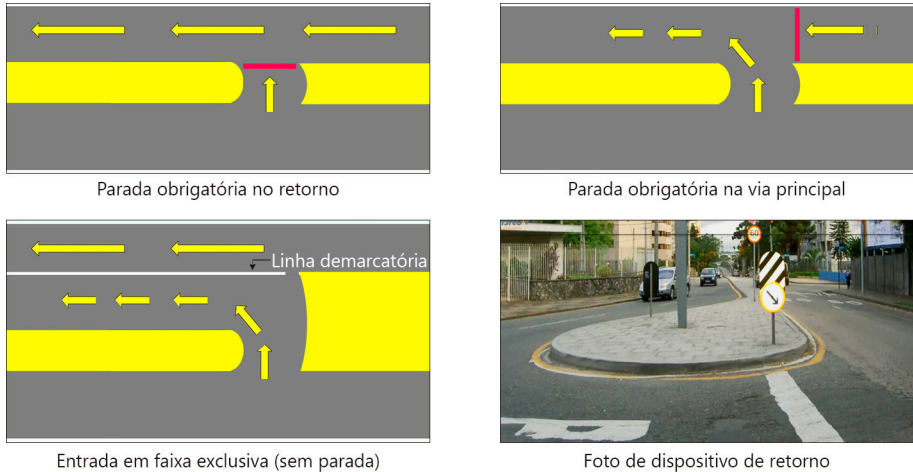 Parada obrigatória no retorno
Parada obrigatória na via principal
Linha demarcatória
60
Entrada em faixa exclusiva (sem parada)
Foto de dispositivo de retorno